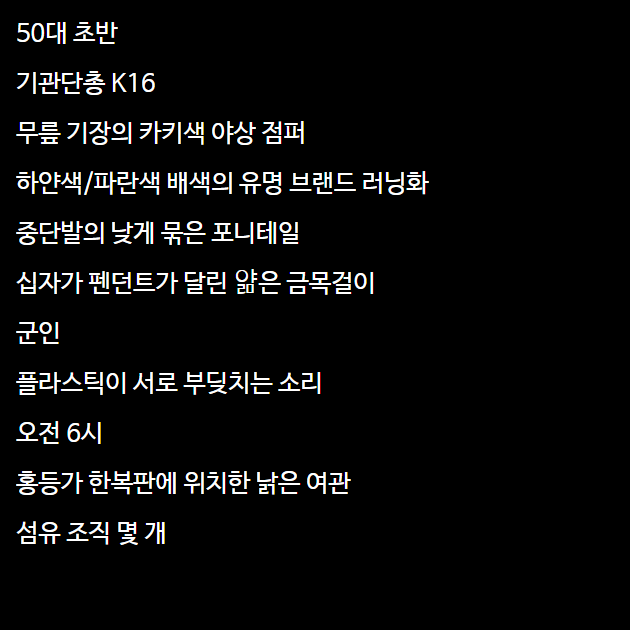 50대 초반
기관단총 K16
무릎 기장의 카키색 야상 점퍼
하얀색/파란색 배색의 유명 브랜드 러닝화
중단발의 낮게 묶은 포니테일
십자가 펜던트가 달린 얇은 금목걸이
군인
플라스틱이 서로 부딪치는 소리
오전 6시
홍등가 한복판에 위치한 낡은 여관
섬유 조직 몇 개